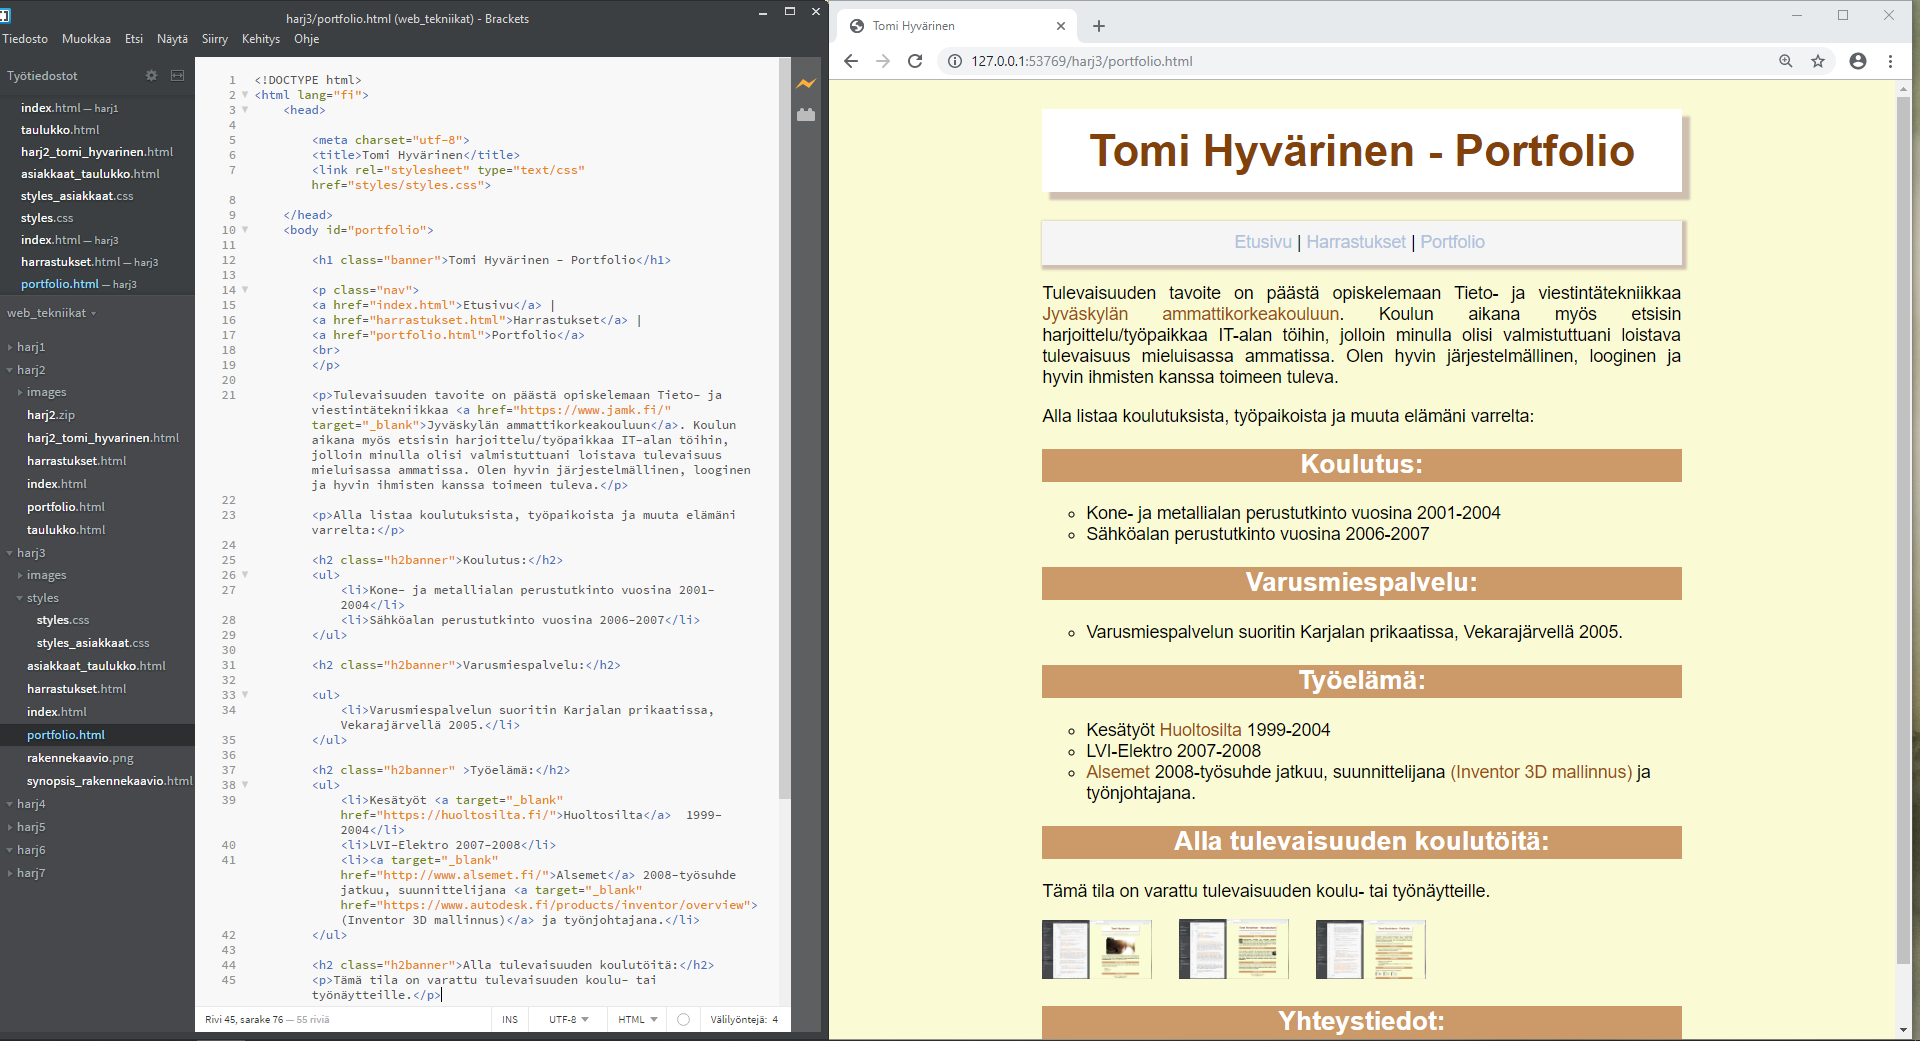 harj3/portfolio.html (web_tekniikat) - Brackets
Tiedosto Muokkaa Etsi Näytä Siirry Kehitys Ohje
Työtiedostot
index.html — harj1
taulukko.html
harj2_tomi_hyvarinen.html
asiakkaat_taulukko.html
styles_asiakkaat.css
styles.css
index.html — harj3
harrastukset.html — harj3
portfolio.html — harj3
web_tekniikat
harj1
harj2
images
harj2.zip
harj2_tomi_hyvarinen.html
harrastukset.html
index.html
portfolio.html
taulukko.html
harj3
images
styles
styles.css
styles_asiakkaat.css
asiakkaat_taulukko.html
harrastukset.html
index.html
portfolio.html
rakennekaavio.png
synopsis_rakennekaavio.html
harj4
harj5
harj6
harj7
1 <!DOCTYPE html>
2 <html lang="fi">
3 <head>
4
5 <meta charset="utf-8">
6 <title>Tomi Hyvärinen</title>
7 <link rel="stylesheet" type="text/css"
href="styles/styles.css">
8
9 </head>
10 <body id="portfolio">
11
12 <h1 class="banner">Tomi Hyvärinen - Portfolio</h1>
13
14 <p class="nav">
15 <a href="index.html">Etusivu</a> |
16 <a href="harrastukset.html">Harrastukset</a> |
17 <a href="portfolio.html">Portfolio</a>
18 <br>
19 </p>
20
21 <p>Tulevaisuuden tavoite on päästä opiskelemaan Tieto- ja
viestintätekniikkaa <a href="https://www.jamk.fi/"
target="_blank">Jyväskylän ammattikorkeakouluun</a>. Koulun
aikana myös etsisin harjoittelu/työpaikkaa IT-alan töihin,
jolloin minulla olisi valmistuttuani loistava tulevaisuus
mieluisassa ammatissa. Olen hyvin järjestelmällinen, looginen
ja hyvin ihmisten kanssa toimeen tuleva.</p>
22
23 <p>Alla listaa koulutuksista, työpaikoista ja muuta elämäni
varrelta:</p>
24
25 <h2 class="h2banner">Koulutus:</h2>
26 <ul>
27 <li>Kone- ja metallialan perustutkinto vuosina 2001-
2004</li>
28 <li>Sähköalan perustutkinto vuosina 2006-2007</li>
29 </ul>
30
31 <h2 class="h2banner">Varusmiespalvelu:</h2>
32
33 <ul>
34 <li>Varusmiespalvelun suoritin Karjalan prikaatissa,
Vekarajärvellä 2005.</li>
35 </ul>
36
37 <h2 class="h2banner" >Työelämä:</h2>
38 <ul>
39 <li>Kesätyöt <a target="_blank"
href="https://huoltosilta.fi/">Huoltosilta</a>  1999-
2004</li>
40 <li>LVI-Elektro 2007-2008</li>
41 <li><a target="_blank"
href="http://www.alsemet.fi/">Alsemet</a> 2008-työsuhde
jatkuu, suunnittelijana <a target="_blank"
href="https://www.autodesk.fi/products/inventor/overview">
(Inventor 3D mallinnus)</a> ja työnjohtajana.</li>
42 </ul>
43
44 <h2 class="h2banner">Alla tulevaisuuden koulutöitä:</h2>
45 <p>Tämä tila on varattu tulevaisuuden koulu- tai
työnäytteille.</p>
Rivi 45, sarake 76 — 55 riviä INS UTF-8 HTML Välilyöntejä: 4
Tomi Hyvärinen
127.0.0.1:53769/harj3/portfolio.html
Tomi Hyvärinen - Portfolio
Etusivu | Harrastukset | Portfolio
Tulevaisuuden tavoite on päästä opiskelemaan Tieto- ja viestintätekniikkaa
Jyväskylän ammattikorkeakouluun. Koulun aikana myös etsisin
harjoittelu/työpaikkaa IT-alan töihin, jolloin minulla olisi valmistuttuani loistava
tulevaisuus mieluisassa ammatissa. Olen hyvin järjestelmällinen, looginen ja
hyvin ihmisten kanssa toimeen tuleva.
Alla listaa koulutuksista, työpaikoista ja muuta elämäni varrelta:
Koulutus:
Kone- ja metallialan perustutkinto vuosina 2001-2004
Sähköalan perustutkinto vuosina 2006-2007
Varusmiespalvelu:
Varusmiespalvelun suoritin Karjalan prikaatissa, Vekarajärvellä 2005.
Työelämä:
Kesätyöt Huoltosilta 1999-2004
LVI-Elektro 2007-2008
Alsemet 2008-työsuhde jatkuu, suunnittelijana (Inventor 3D mallinnus) ja
työnjohtajana.
Alla tulevaisuuden koulutöitä:
Tämä tila on varattu tulevaisuuden koulu- tai työnäytteille.
Yhteystiedot: